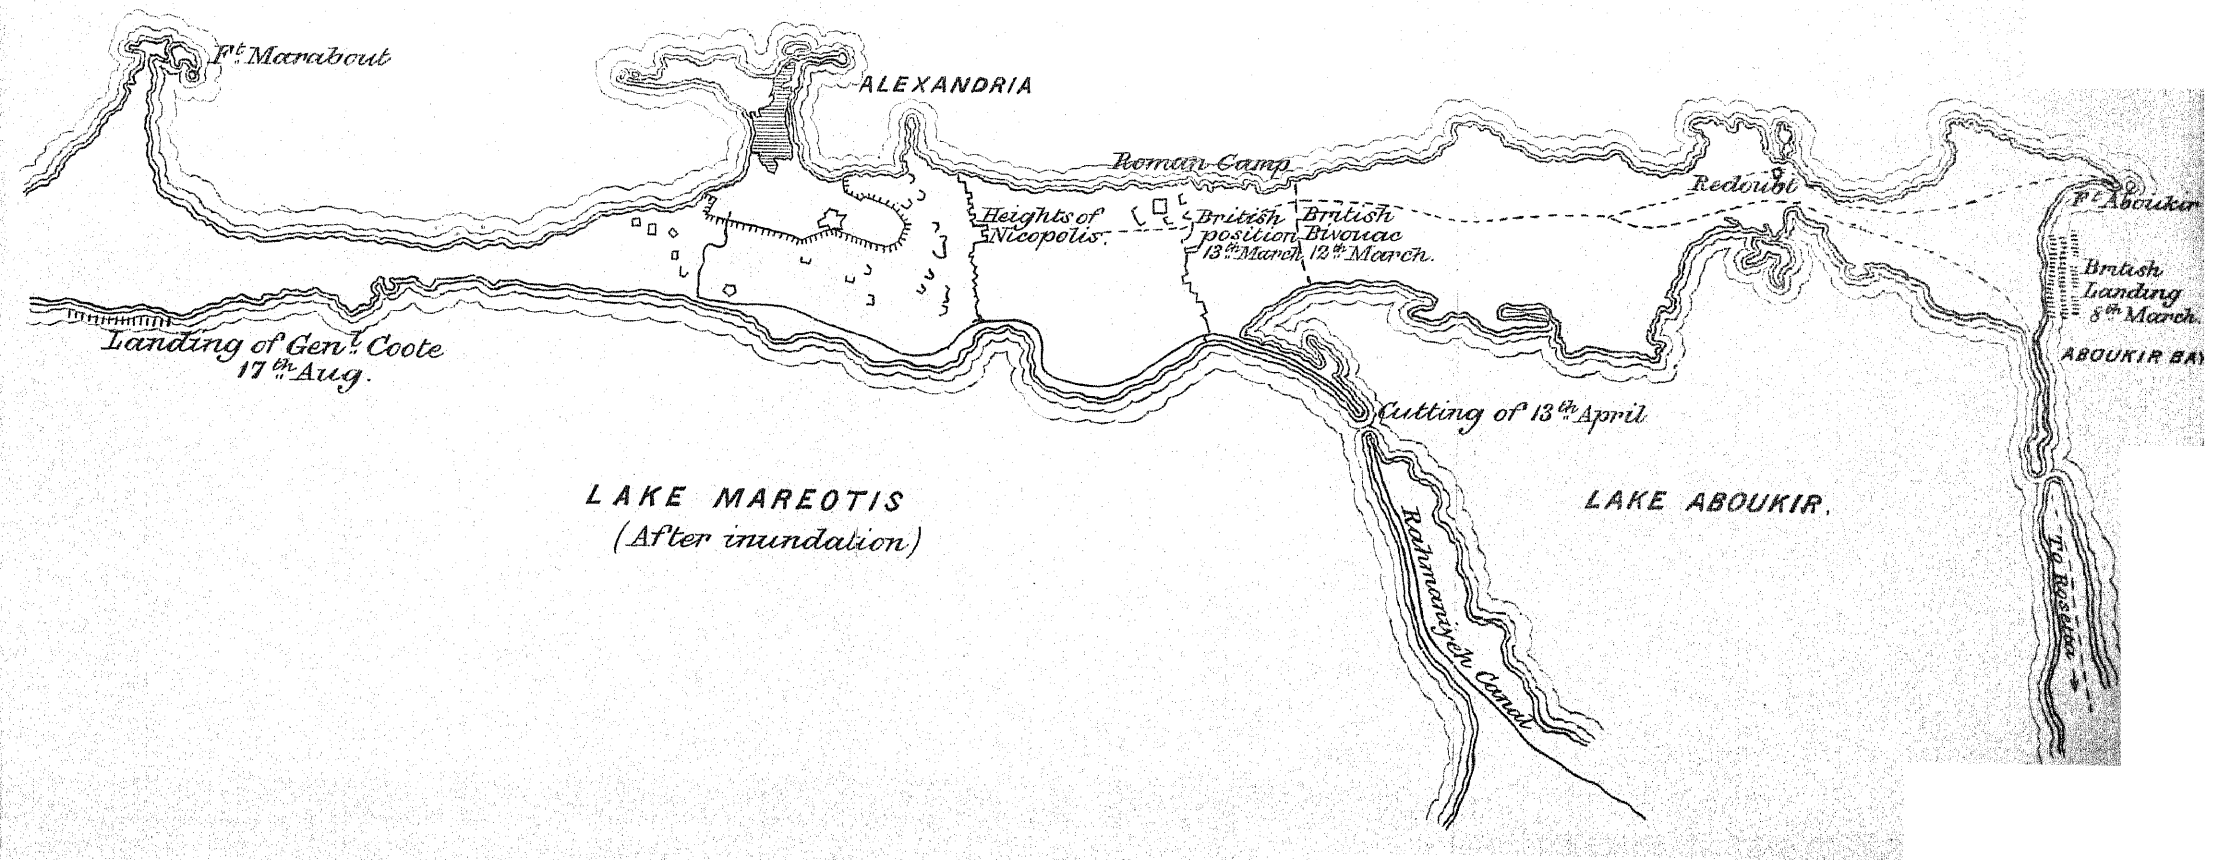 Ft. Marabout
ALEXANDRIA
Roman Camp
Redoubt
Ft. Aboukir
Heights of
Nicopolis.
British
position
13th March
British
Bivouac
12th March.
British
Landing
8th March.
ABOUKIR BAY
Landing of Genl. Coote
17th Aug.
Cutting of 13th April
LAKE MAREOTIS
(After inundation)
LAKE ABOUKIR.
Rahmaniyeh Canal
To Rosetta